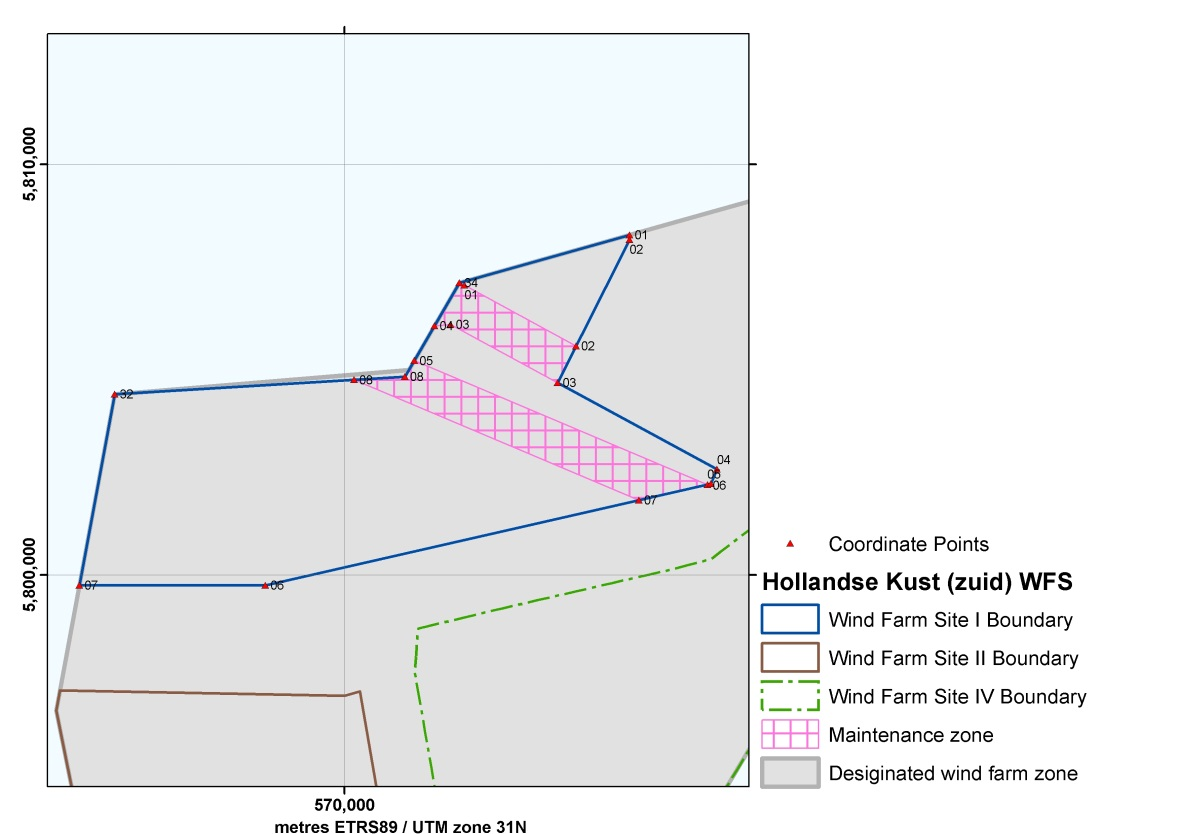 5,810,000
01
02
34
01
04
03
02
05
08
08
03
32
04
05
06
07
5,800,000
07
06
570,000
metres ETRS89 / UTM zone 31N
Coordinate Points
Hollandse Kust (zuid) WFS
Wind Farm Site I Boundary
Wind Farm Site II Boundary
Wind Farm Site IV Boundary
Maintenance zone
Desiginated wind farm zone